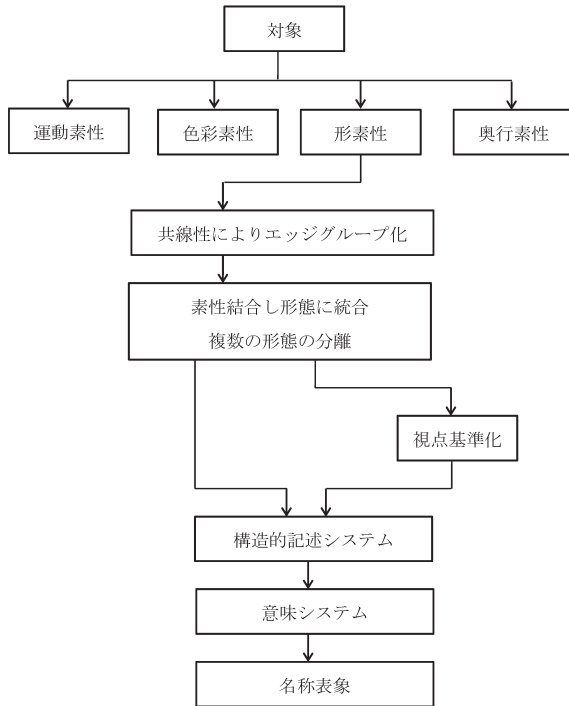 対象
運動素性
色彩素性
形素性
奥行素性
共線性によりエッジグループ化
素性結合し形態に統合
複数の形態の分離
視点基準化
構造的記述システム
意味システム
名称表象